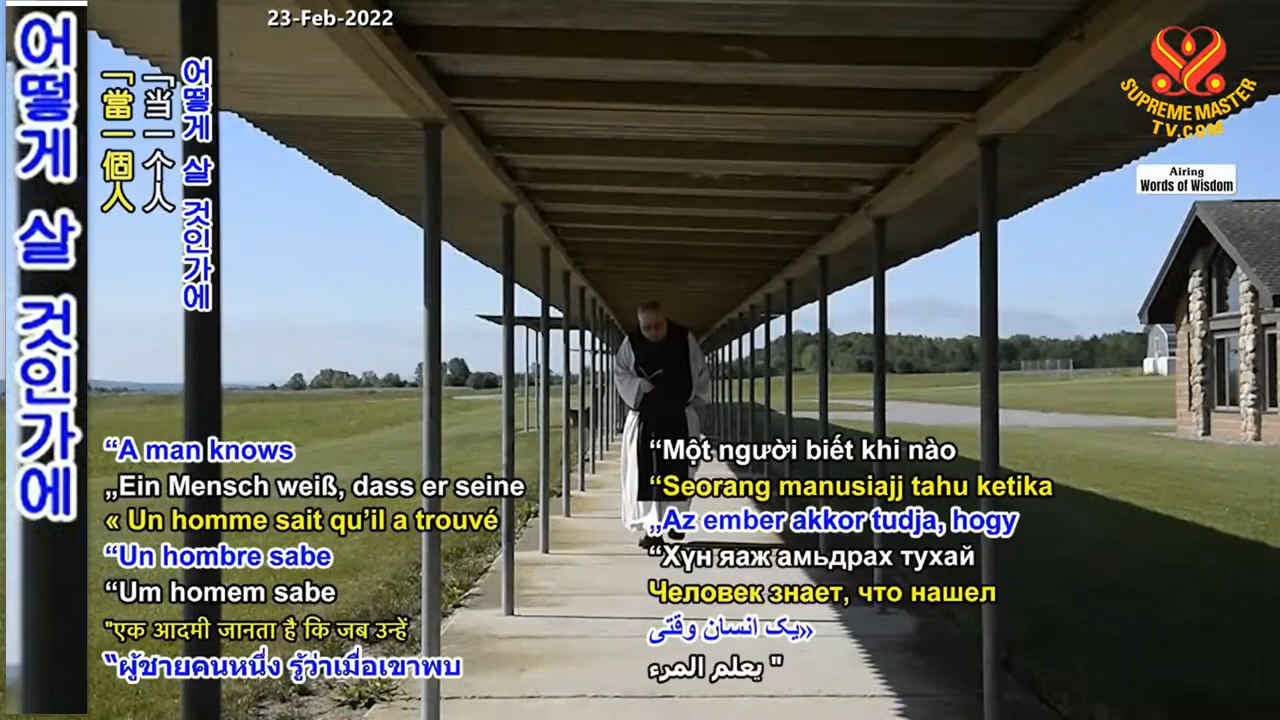 23-Feb-2022
SUPREME MASTER
TV.COM
Airing
Words of Wisdom
어떻게 살 것인가에
「當一個人
「当一个人
어떻게 살 것인가에
“A man knows
„Ein Mensch weiß, dass er seine
« Un homme sait qu’il a trouvé
“Un hombre sabe
“Um homem sabe
"एक आदमी जानता है कि जब उन्हें
“ผู้ชายคนหนึ่ง รู้ว่าเมื่อเขาพบ
“Một người biết khi nào
“Seorang manusiajj tahu ketika
„Az ember akkor tudja, hogy
“Хүн яаж амьдрах тухай
Человек знает, что нашел
«یک انسان وقتی
" يعلم المرء